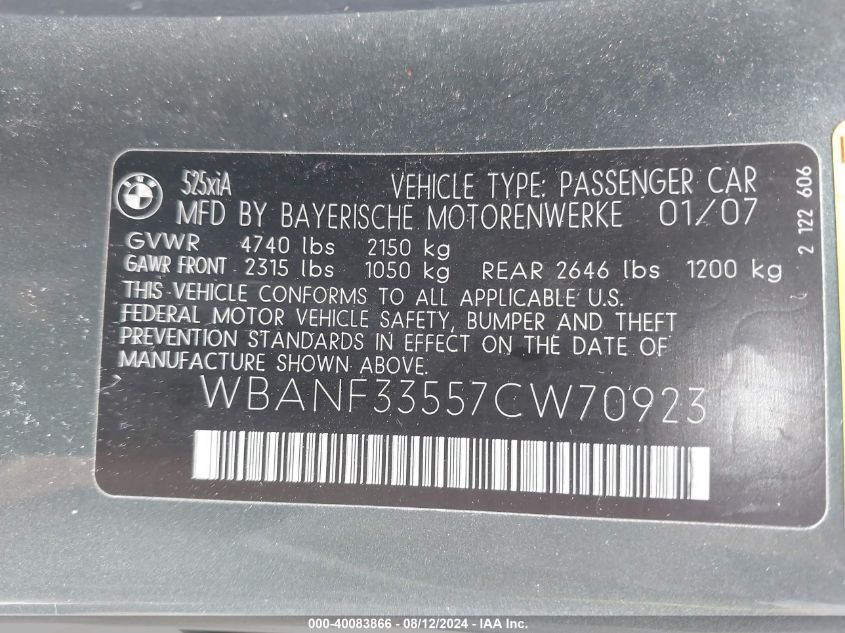 525xiA VEHICLE TYPE: PASSENGER CAR
MFD BY BAYERISCHE MOTORENWERKE 01/07
GVWR 4740 lbs 2150 kg
GAWR FRONT 2315 lbs 1050 kg REAR 2646 lbs 1200 kg
THIS VEHICLE CONFORMS TO ALL APPLICABLE U.S.
FEDERAL MOTOR VEHICLE SAFETY, BUMPER AND THEFT
PREVENTION STANDARDS IN EFFECT ON THE DATE OF
MANUFACTURE SHOWN ABOVE.
WBANF33557CW70923
2 122 606
000-40083866 - 08/12/2024 - IAA Inc.